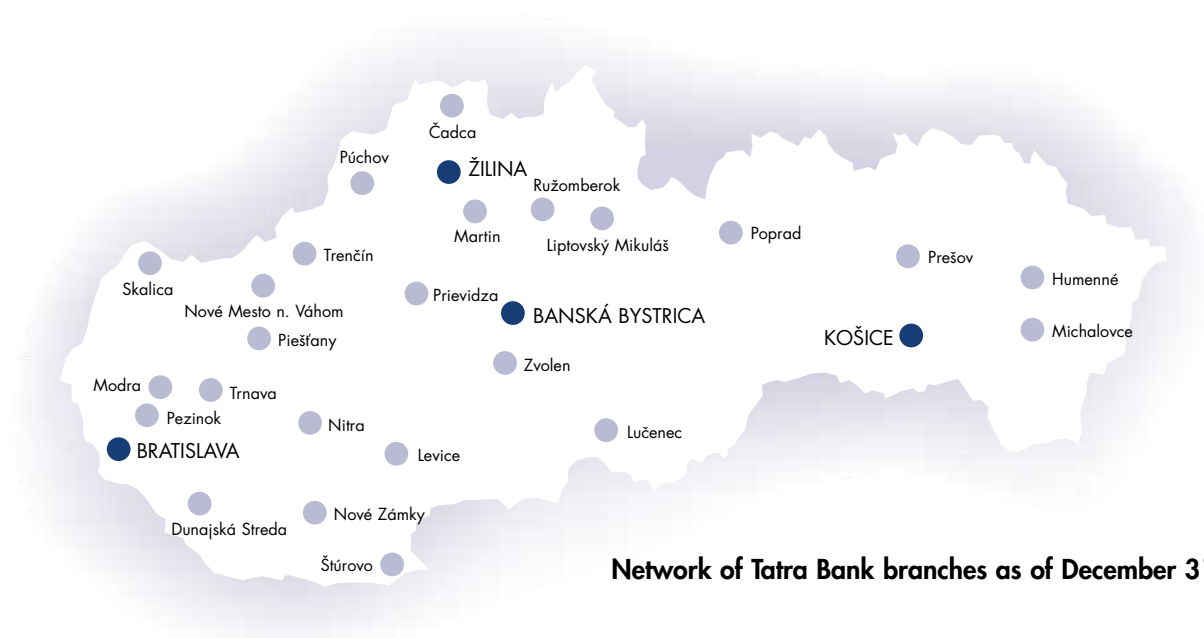 Čadca
Púchov
ŽILINA
Ružomberok
Martin
Liptovský Mikuláš
Poprad
Trenčín
Prešov
Skalica
Humenné
Nové Mesto n. Váhom
Prievidza
BANSKÁ BYSTRICA
Piešťany
KOŠICE
Michalovce
Zvolen
Modra
Trnava
Pezinok
Nitra
Lučenec
BRATISLAVA
Levice
Dunajská Streda
Nové Zámky
Štúrovo
Network of Tatra Bank branches as of December 3